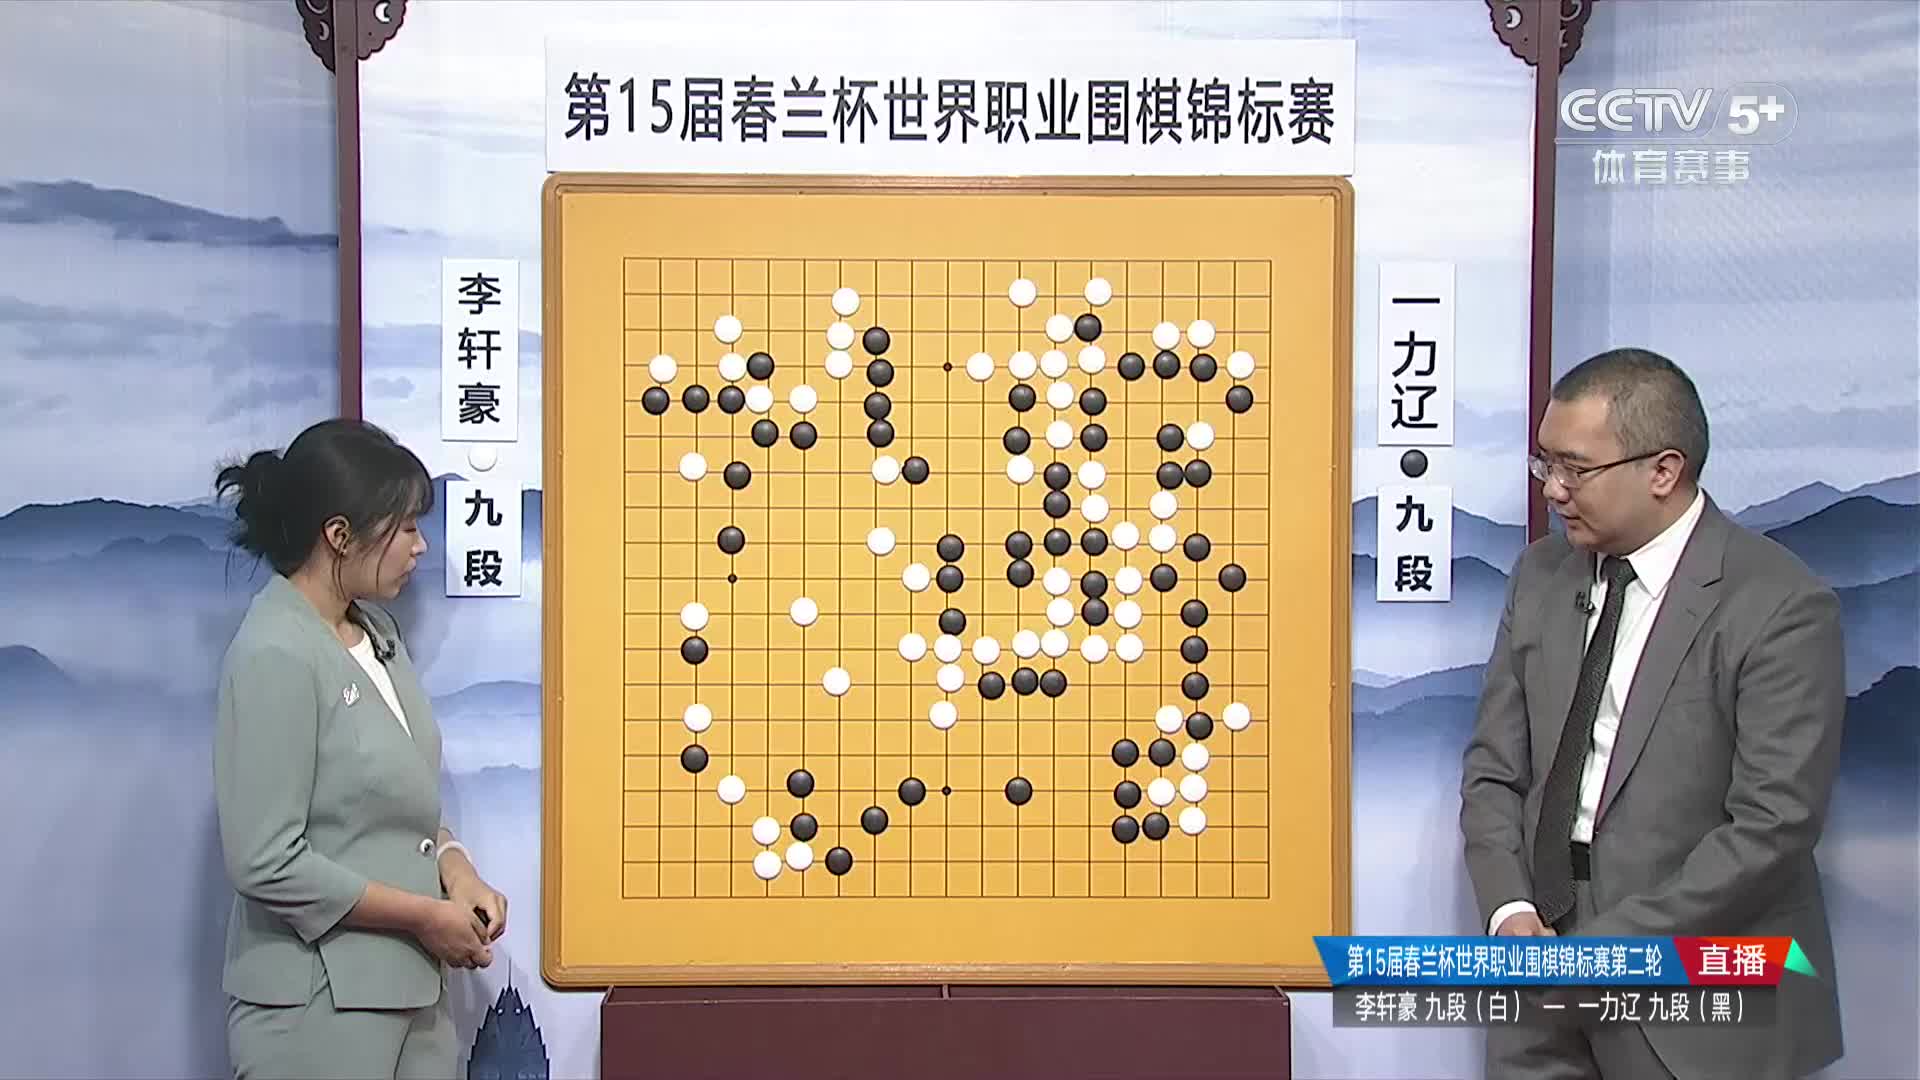 第15届春兰杯世界职业围棋锦标赛
CCTV 5+
体育赛事
李轩豪
九段
一力辽
九段
第15届春兰杯世界职业围棋锦标赛第二轮 直播
李轩豪 九段（白） — 一力辽 九段（黑）